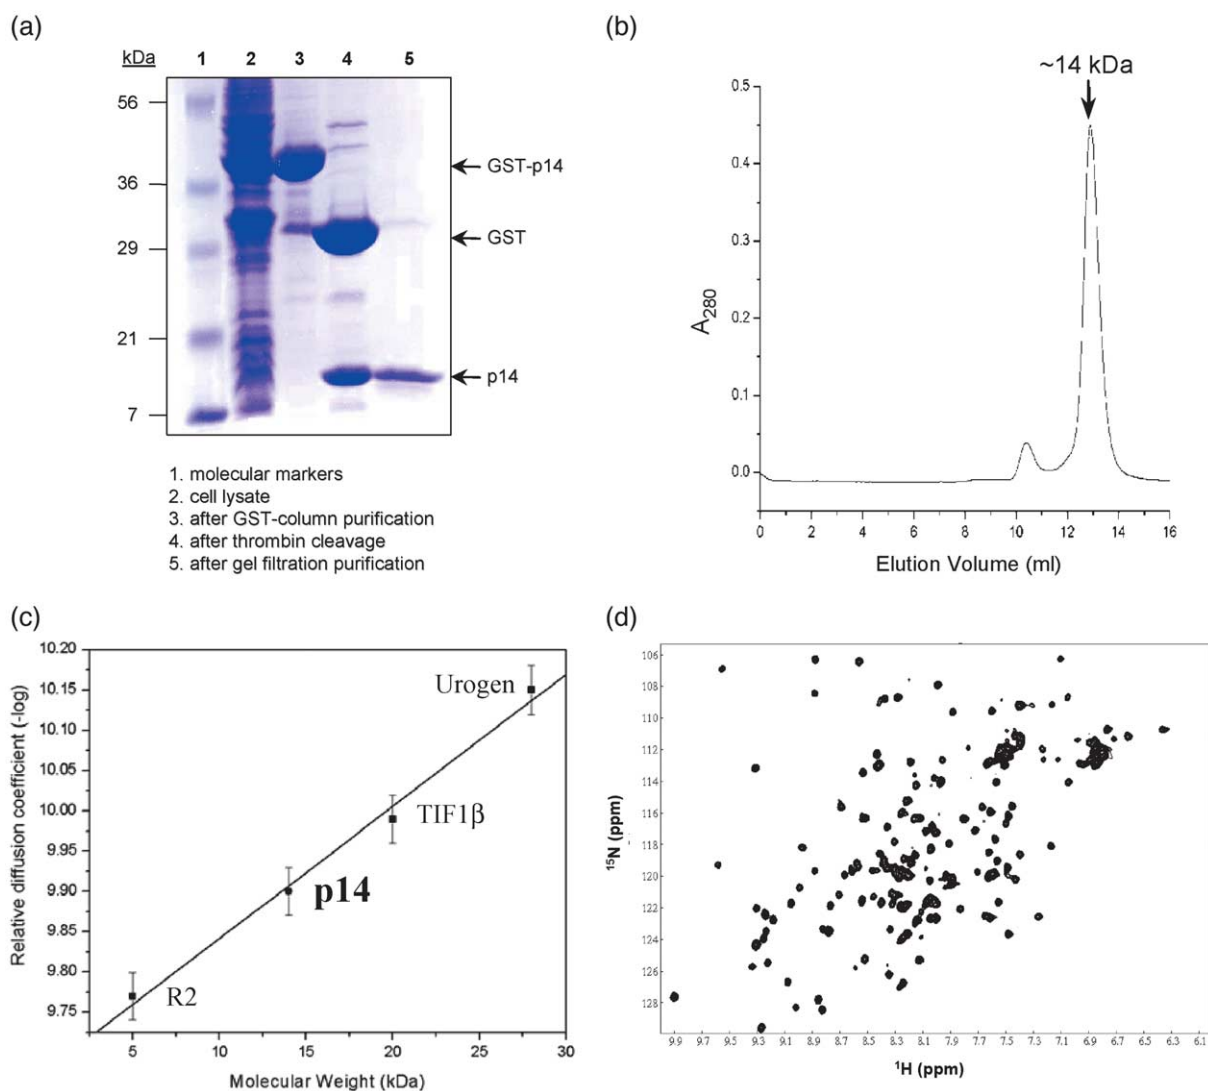 (a)
kDa 1 2 3 4 5
56
36
29
21
7
GST-p14
GST
p14
1. molecular markers
2. cell lysate
3. after GST-column purification
4. after thrombin cleavage
5. after gel filtration purification
(b)
~14 kDa
0.5
0.4
0.3
0.2
0.1
0.0
A280
0 2 4 6 8 10 12 14 16
Elution Volume (ml)
(c)
Relative diffusion coefficient (-log)
10.20
10.15
10.10
10.05
10.00
9.95
9.90
9.85
9.80
9.75
Urogen
TIF1β
p14
R2
5 10 15 20 25 30
Molecular Weight (kDa)
(d)
15N (ppm)
106
108
110
112
114
116
118
120
122
124
126
128
9.9 9.7 9.5 9.3 9.1 8.9 8.7 8.5 8.3 8.1 7.9 7.7 7.5 7.3 7.1 6.9 6.7 6.5 6.3 6.1
1H (ppm)